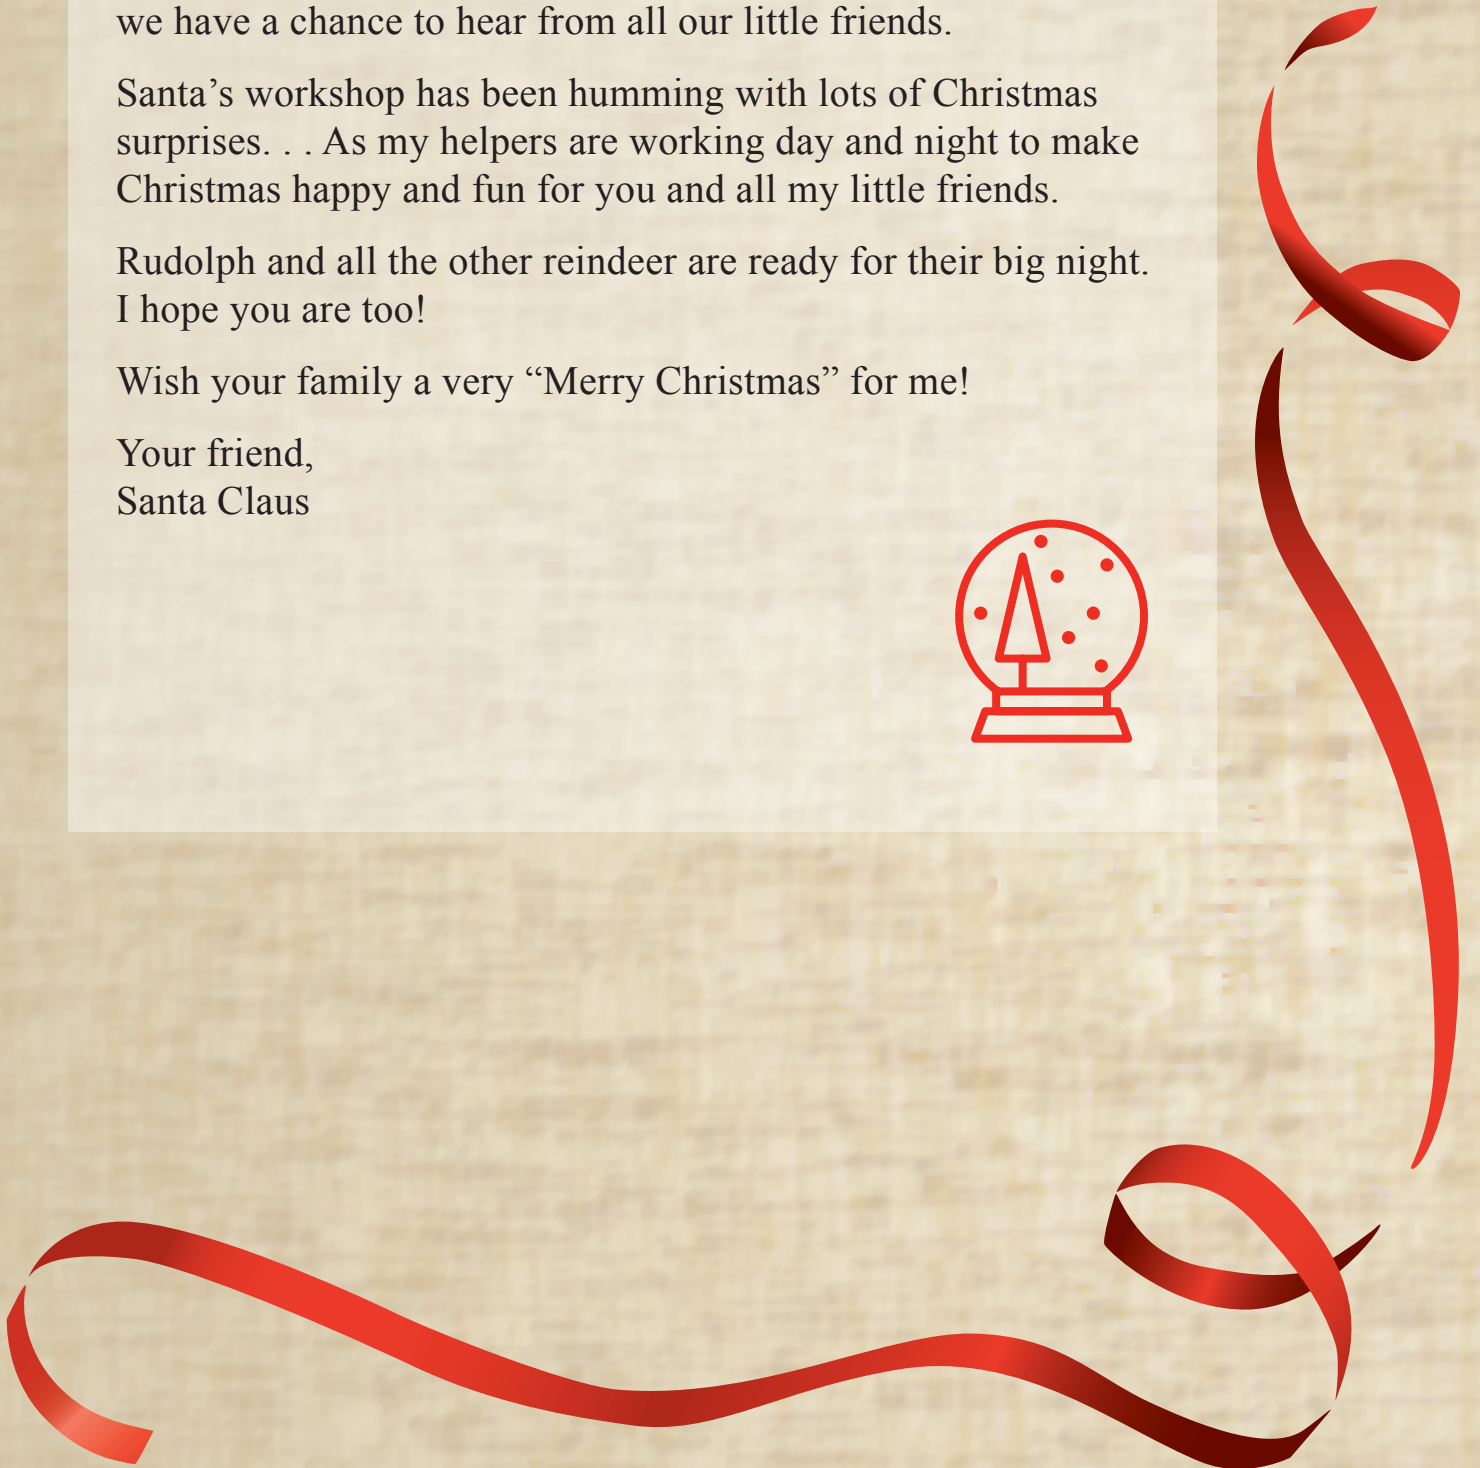 we have a chance to hear from all our little friends.
Santa’s workshop has been humming with lots of Christmas
surprises. . . As my helpers are working day and night to make
Christmas happy and fun for you and all my little friends.
Rudolph and all the other reindeer are ready for their big night.
I hope you are too!
Wish your family a very “Merry Christmas” for me!
Your friend,
Santa Claus